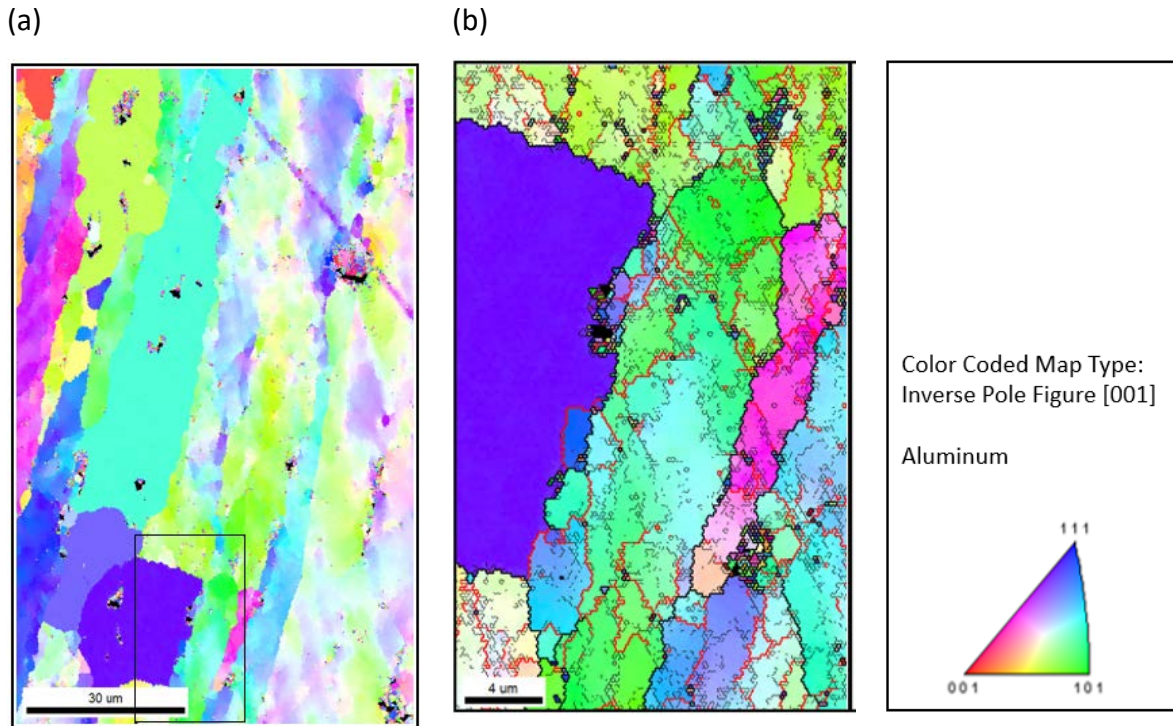 (a)
(b)
30 um
4 um
Color Coded Map Type:
Inverse Pole Figure [001]
Aluminum
111
001
101